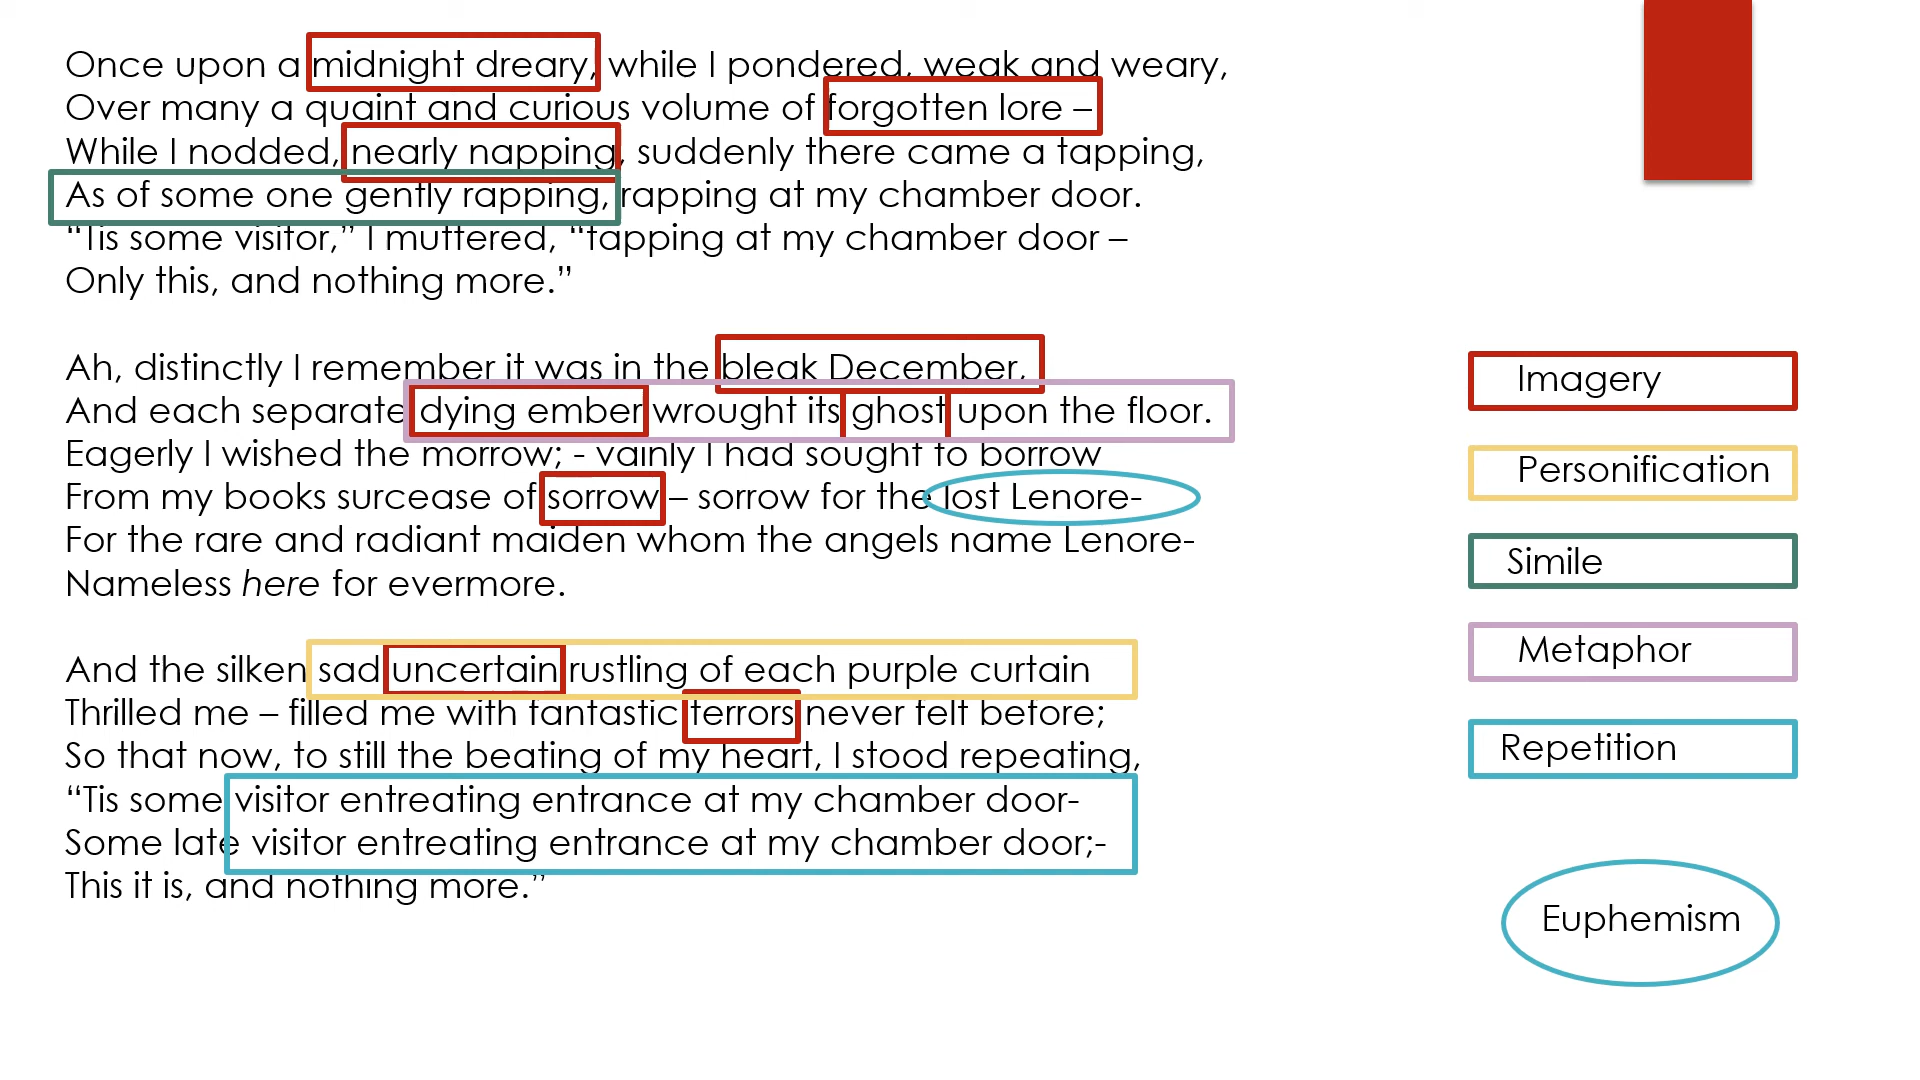 Once upon a midnight dreary, while I pondered, weak and weary,
Over many a quaint and curious volume of forgotten lore –
While I nodded, nearly napping, suddenly there came a tapping,
As of some one gently rapping, rapping at my chamber door.
“Tis some visitor,” I muttered, “tapping at my chamber door –
Only this, and nothing more.”
Ah, distinctly I remember it was in the bleak December,
And each separate dying ember wrought its ghost upon the floor.
Eagerly I wished the morrow; - vainly I had sought to borrow
From my books surcease of sorrow – sorrow for the lost Lenore-
For the rare and radiant maiden whom the angels name Lenore-
Nameless here for evermore.
And the silken sad uncertain rustling of each purple curtain
Thrilled me – filled me with fantastic terrors never felt before;
So that now, to still the beating of my heart, I stood repeating,
“Tis some visitor entreating entrance at my chamber door-
Some late visitor entreating entrance at my chamber door;-
This it is, and nothing more.”
Imagery
Personification
Simile
Metaphor
Repetition
Euphemism